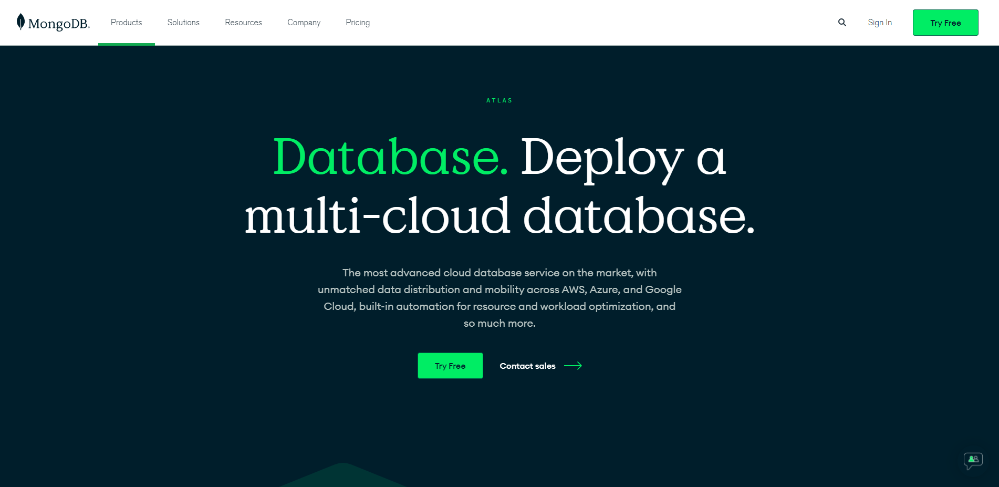 MongoDB.
Products
Solutions
Resources
Company
Pricing
Sign In
Try Free
ATLAS
Database. Deploy a
multi-cloud database.
The most advanced cloud database service on the market, with
unmatched data distribution and mobility across AWS, Azure, and Google
Cloud, built-in automation for resource and workload optimization, and
so much more.
Try Free
Contact sales